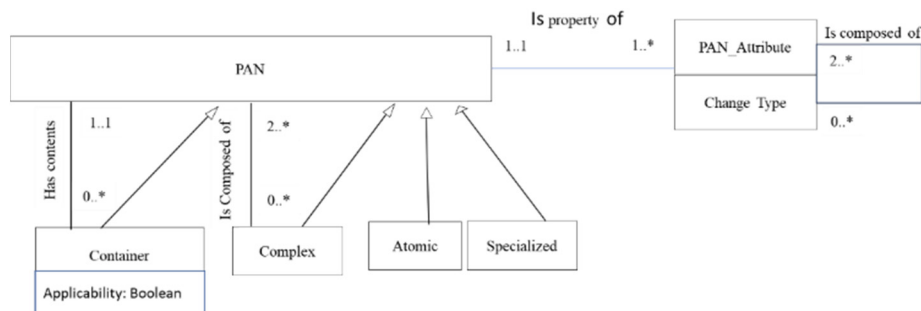 Is property of
Is composed of
1..1
1..*
PAN_Attribute
2..*
PAN
Change Type
0..*
Has contents
1..1
0..*
Is Composed of
2..*
0..*
Container
Complex
Atomic
Specialized
Applicability: Boolean